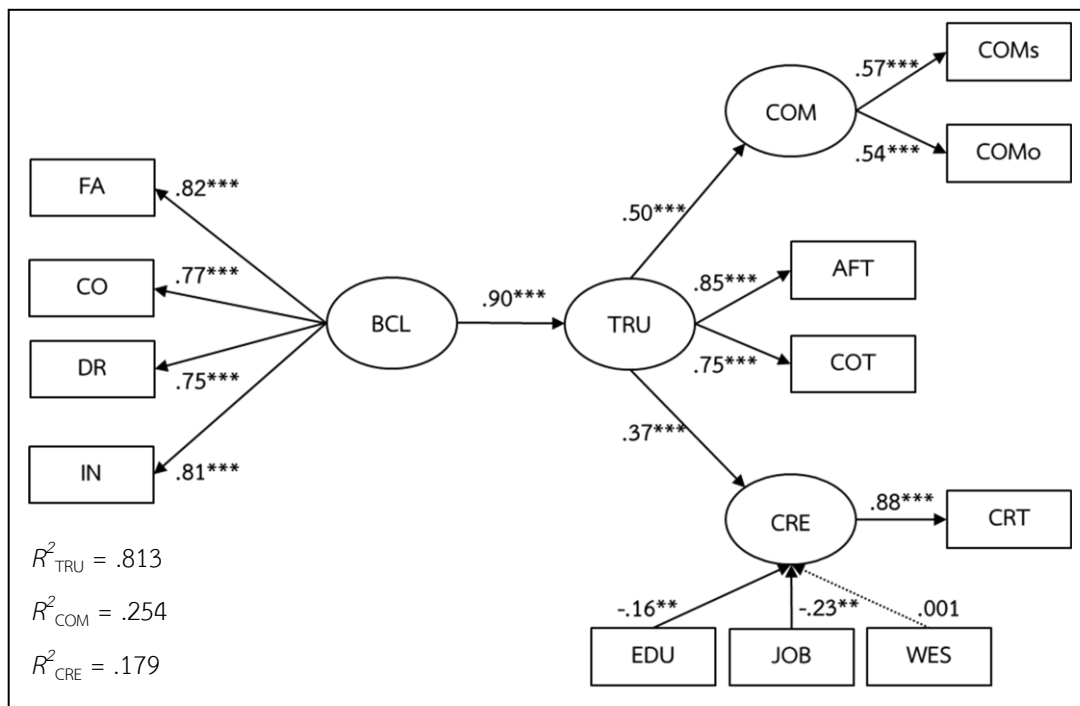 COMs
.57***
COM
COMo
.54***
FA
.82***
.50***
AFT
.85***
CO
.77***
BCL
.90***
TRU
DR
.75***
COT
.75***
.37***
IN
.81***
CRE
.88***
CRT
R²TRU = .813
R²COM = .254
R²CRE = .179
-.16**
-.23**
.001
EDU
JOB
WES